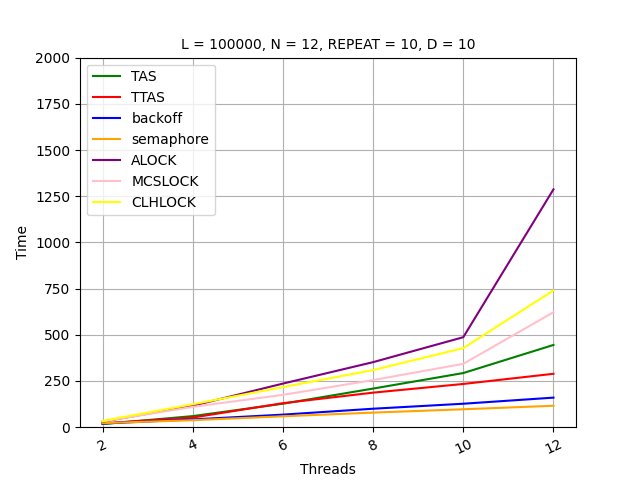 L = 100000, N = 12, REPEAT = 10, D = 10
2000
1750
1500
1250
1000
750
500
250
0
Time
TAS
TTAS
backoff
semaphore
ALOCK
MCSLOCK
CLHLOCK
2 4 6 8 10 12
Threads